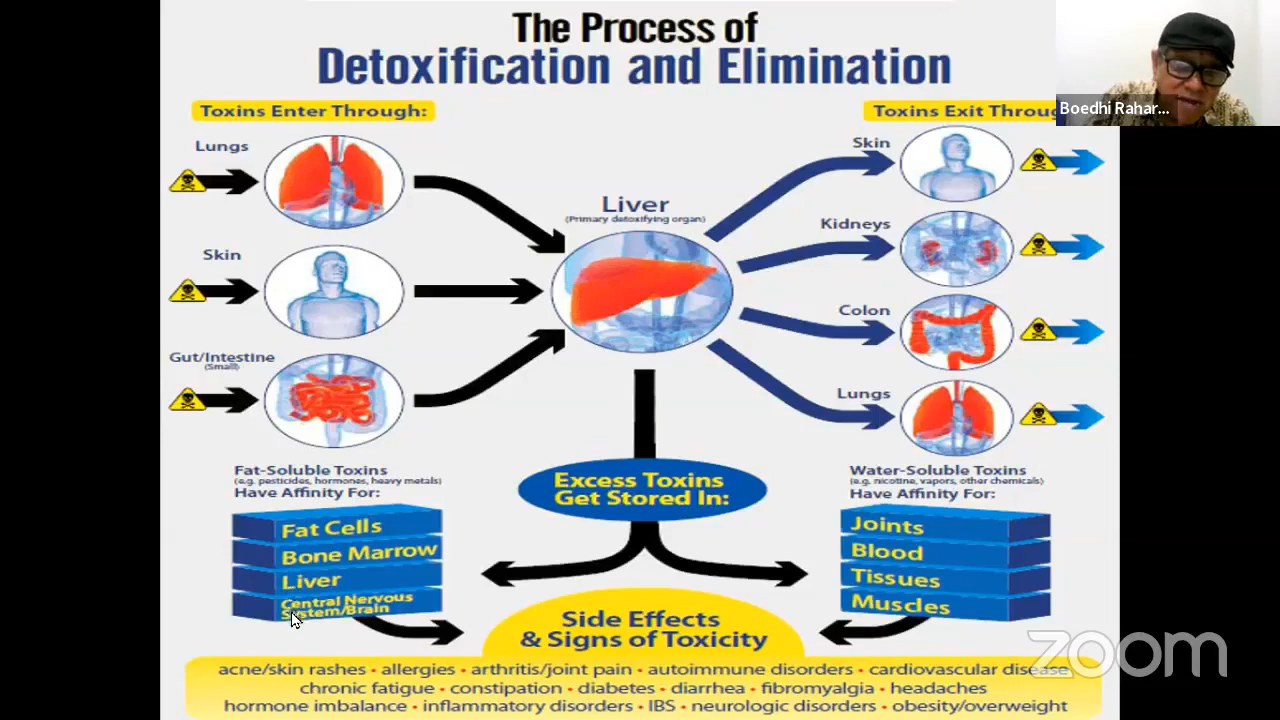 The Process of
Detoxification and Elimination
Toxins Enter Through:
Lungs
Skin
Gut/Intestine
(Small)
Liver
(Primary detoxifying organ)
Toxins Exit
Skin
Kidneys
Colon
Lungs
Boedhi Rahar...
Fat-Soluble Toxins
(e.g. pesticides, hormones, heavy metals)
Have Affinity For:
Fat Cells
Bone Marrow
Liver
Central Nervous
System/Brain
Excess Toxins
Get Stored In:
Water-Soluble Toxins
(e.g. nicotine, vapors, other chemicals)
Have Affinity For:
Joints
Blood
Tissues
Muscles
Side Effects
& Signs of Toxicity
acne/skin rashes • allergies • arthritis/joint pain • autoimmune disorders • cardiovascular disease
chronic fatigue • constipation • diabetes • diarrhea • fibromyalgia • headaches
hormone imbalance • inflammatory disorders • IBS • neurologic disorders • obesity/overweight
zoom